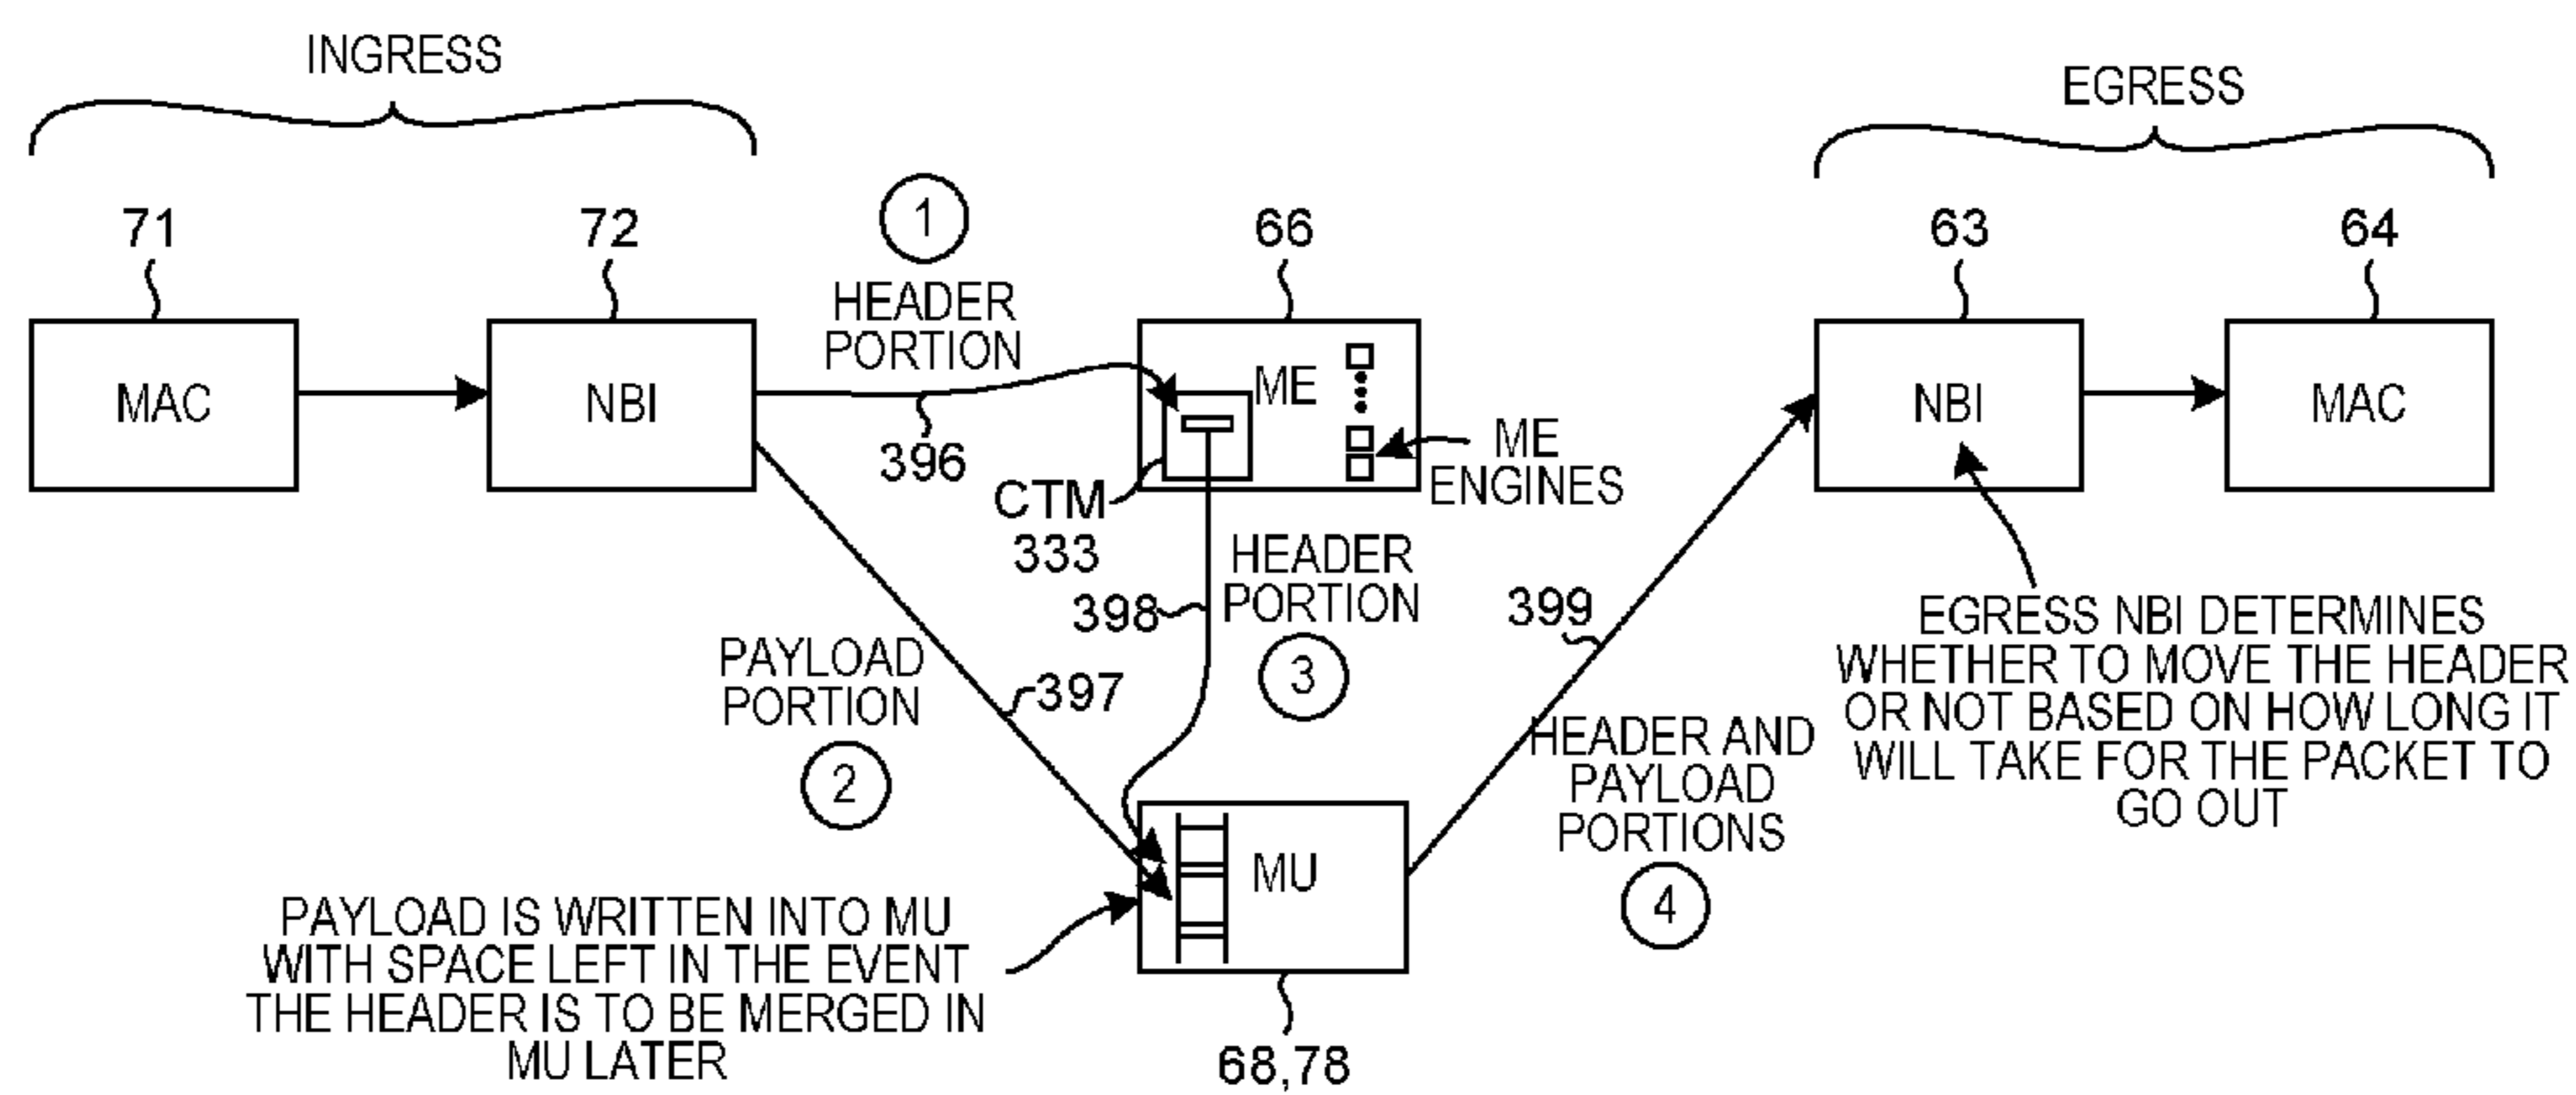 INGRESS
EGRESS
71
72
1
66
63
64
HEADER
PORTION
MAC
NBI
ME
NBI
MAC
396
CTM
333
ME
ENGINES
HEADER
PORTION
398
3
399
PAYLOAD
PORTION
397
2
EGRESS NBI DETERMINES
WHETHER TO MOVE THE HEADER
OR NOT BASED ON HOW LONG IT
WILL TAKE FOR THE PACKET TO
GO OUT
HEADER AND
PAYLOAD
PORTIONS
4
MU
PAYLOAD IS WRITTEN INTO MU
WITH SPACE LEFT IN THE EVENT
THE HEADER IS TO BE MERGED IN
MU LATER
68,78